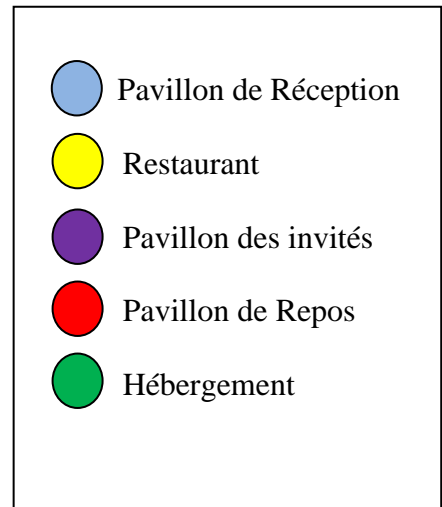 Pavillon de Réception
Restaurant
Pavillon des invités
Pavillon de Repos
Hébergement